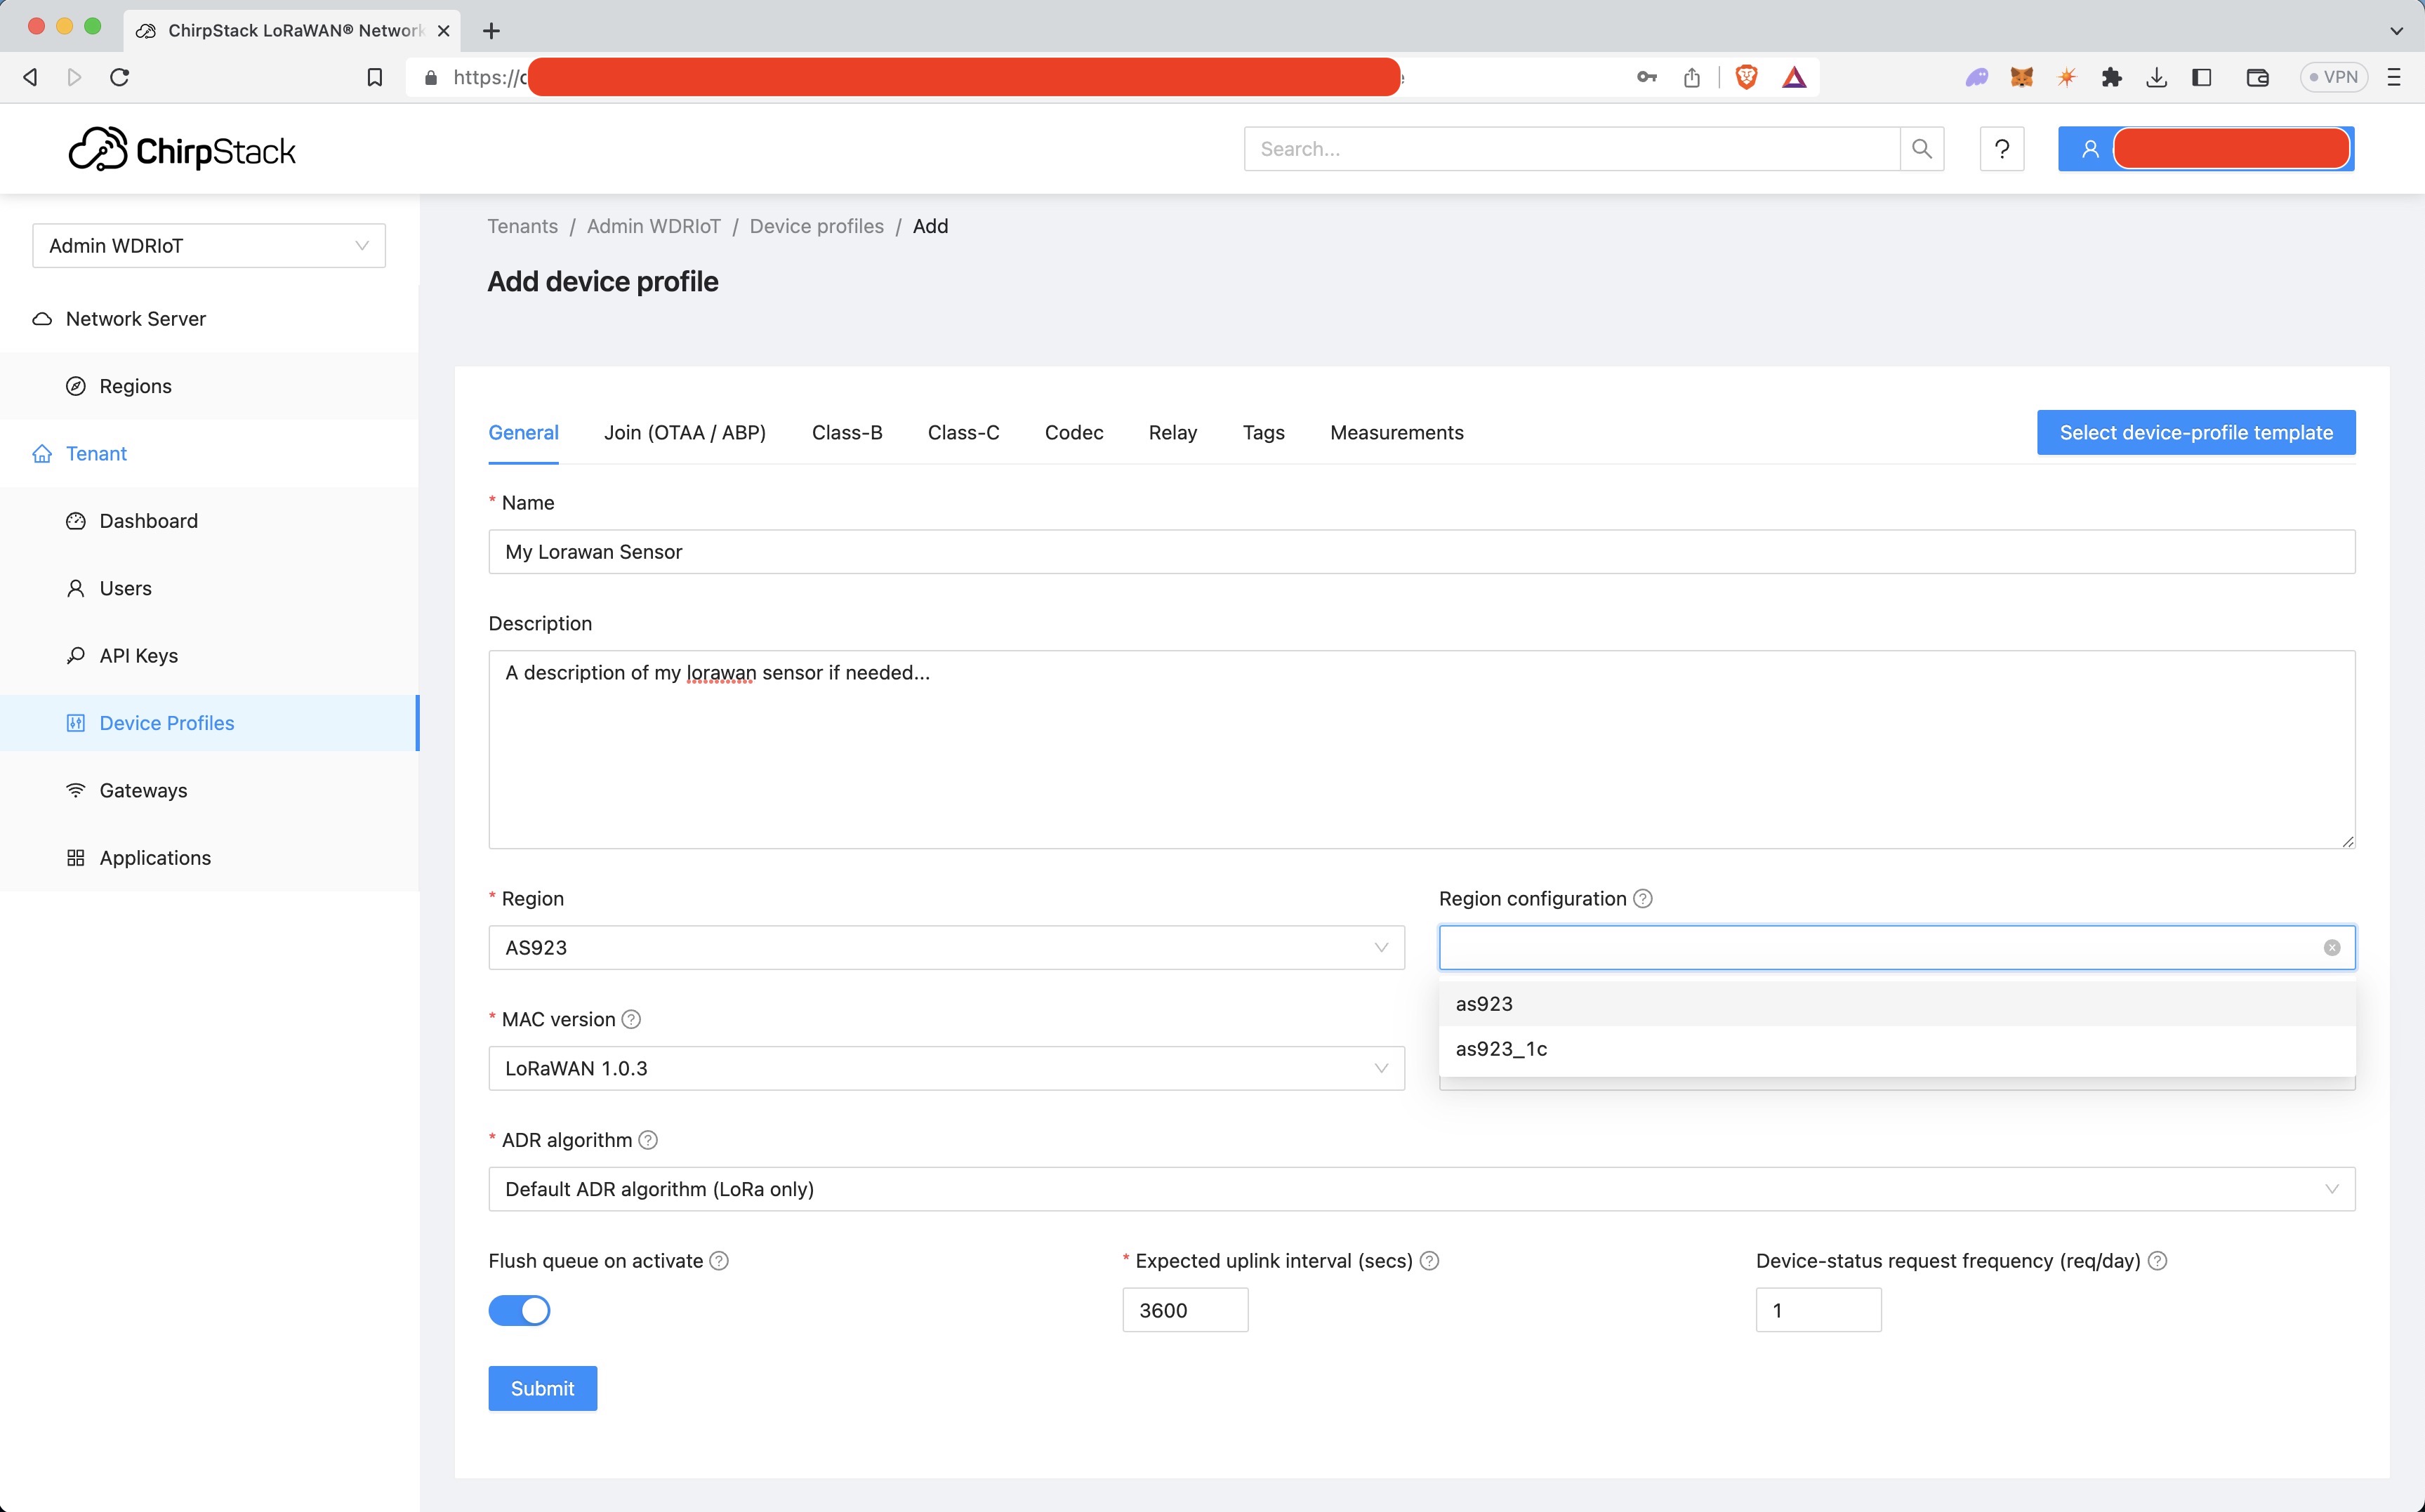 ChirpStack LoRaWAN® Network
https://
VPN
ChirpStack
Search...
?
Admin WDRIoT
Network Server
Regions
Tenant
Dashboard
Users
API Keys
Device Profiles
Gateways
Applications
Tenants / Admin WDRIoT / Device profiles / Add
Add device profile
General Join (OTAA / ABP) Class-B Class-C Codec Relay Tags Measurements
Select device-profile template
* Name
My Lorawan Sensor
Description
A description of my lorawan sensor if needed...
* Region
AS923
Region configuration ?
as923
as923_1c
* MAC version ?
LoRaWAN 1.0.3
* ADR algorithm ?
Default ADR algorithm (LoRa only)
Flush queue on activate ?
* Expected uplink interval (secs) ?
3600
Device-status request frequency (req/day) ?
1
Submit